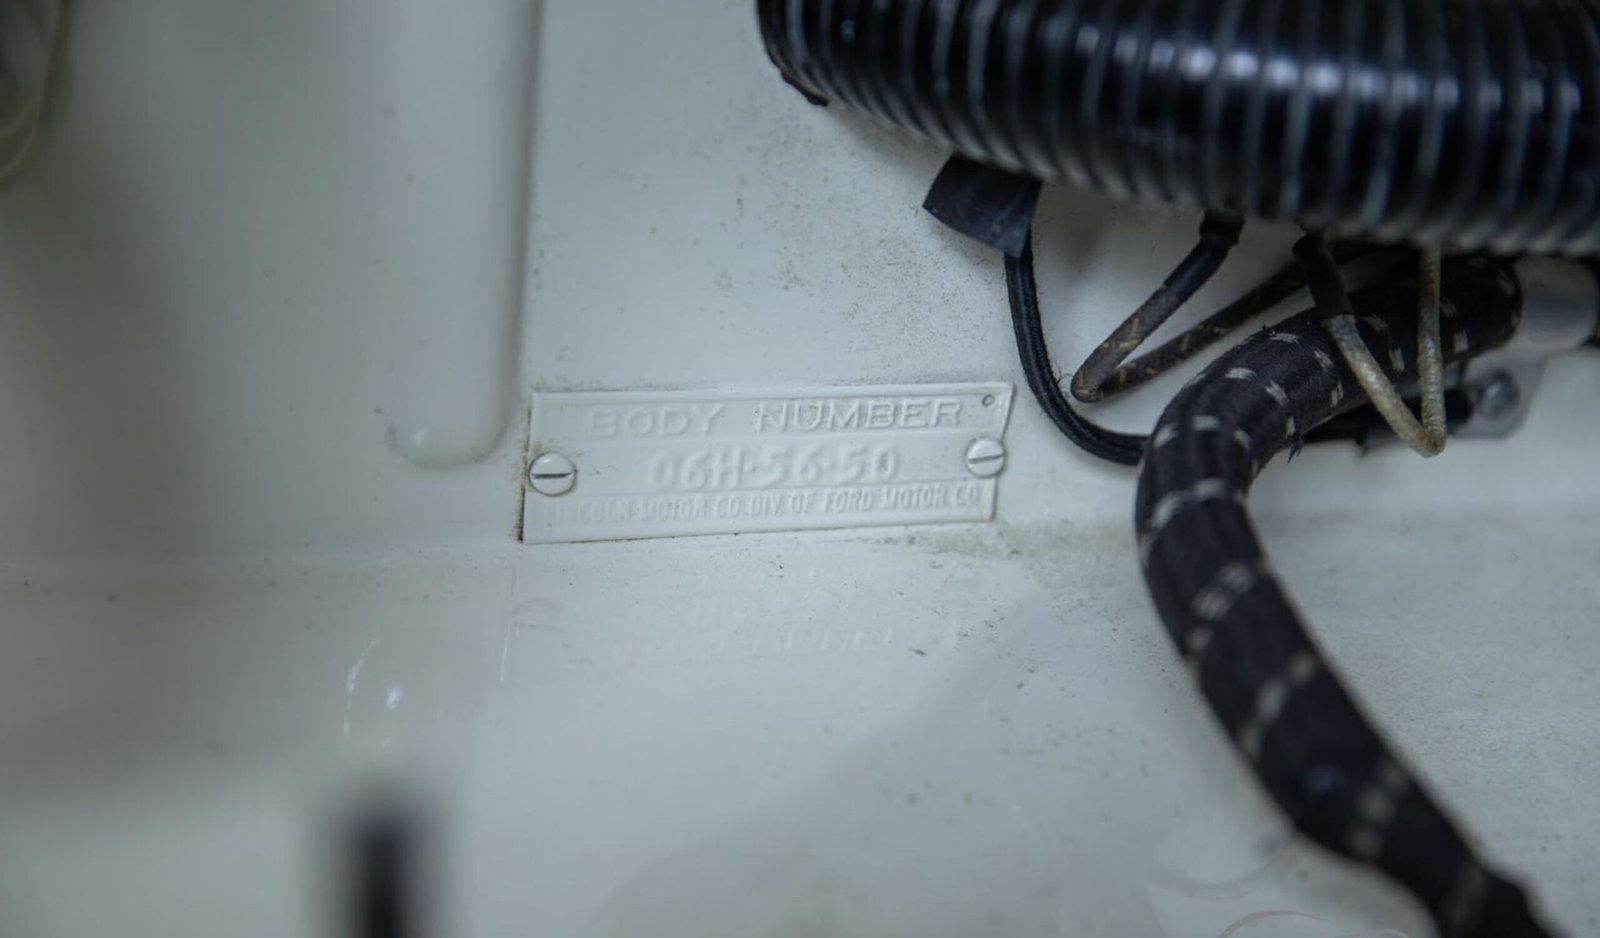 BODY NUMBER
06H·56·50
LINCOLN MOTOR CO. DIV. OF FORD MOTOR CO.